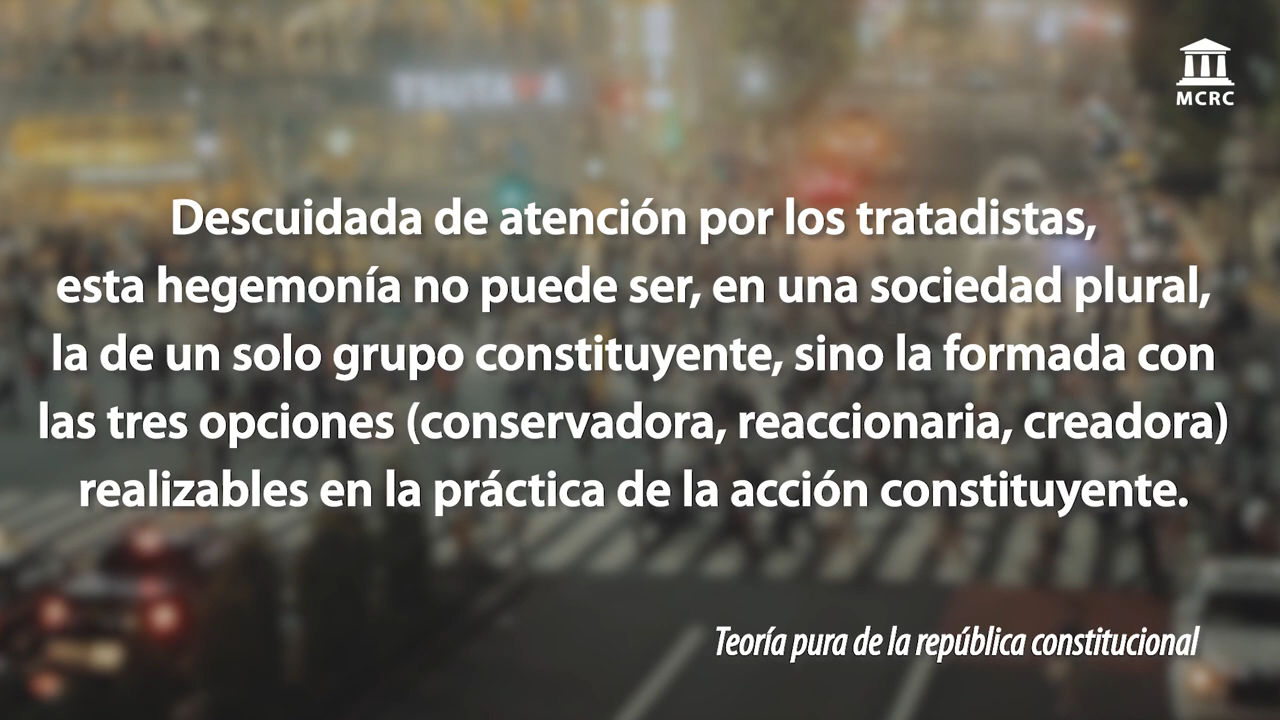 MCRC
Descuidada de atención por los tratadistas,
esta hegemonía no puede ser, en una sociedad plural,
la de un solo grupo constituyente, sino la formada con
las tres opciones (conservadora, reaccionaria, creadora)
realizables en la práctica de la acción constituyente.
Teoría pura de la república constitucional